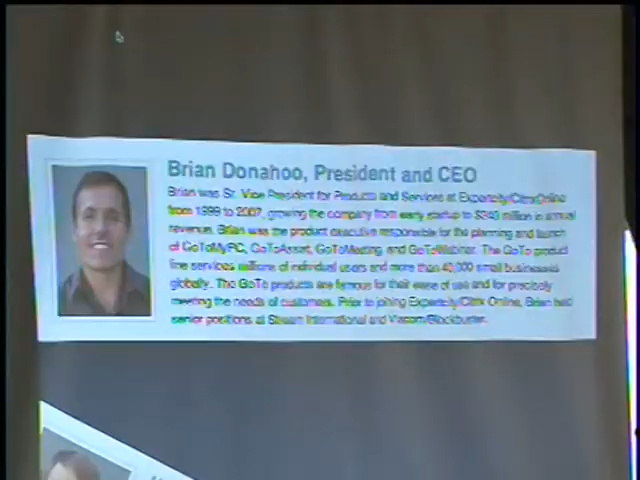 Brian Donahoo, President and CEO
Brian was Sr. Vice President for Products and Services at Expertcity/CitrixOnline
from 1999 to 2007, growing the company from early startup to $340 million in annual
revenue. Brian was the product executive responsible for the planning and launch
of GoToMyPC, GoToAssist, GoToMeeting and GoToWebinar. The GoTo product
line services millions of individual users and more than 40,000 small businesses
globally. The GoTo products are famous for their ease of use and for precisely
meeting the needs of customers. Prior to joining Expertcity/Citrix Online, Brian held
senior positions at Stream International and Viacom/Blockbuster.